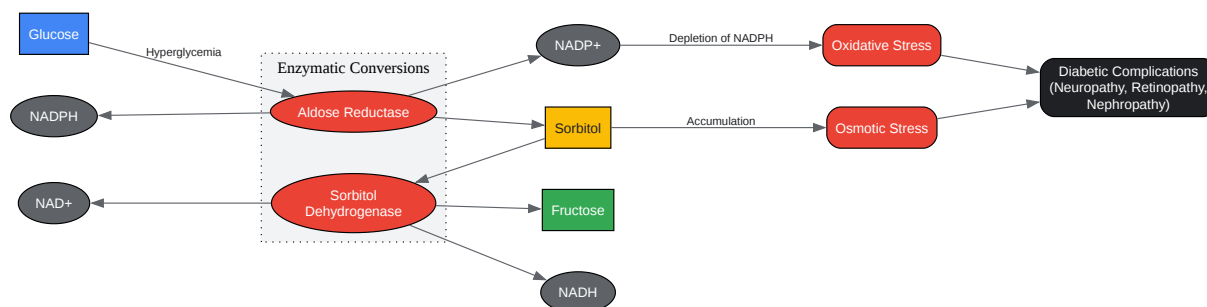 Glucose
Hyperglycemia
NADPH
NAD+
Enzymatic Conversions
Aldose Reductase
Sorbitol
Dehydrogenase
NADP+
Sorbitol
Fructose
NADH
Depletion of NADPH
Accumulation
Oxidative Stress
Osmotic Stress
Diabetic Complications
(Neuropathy, Retinopathy,
Nephropathy)